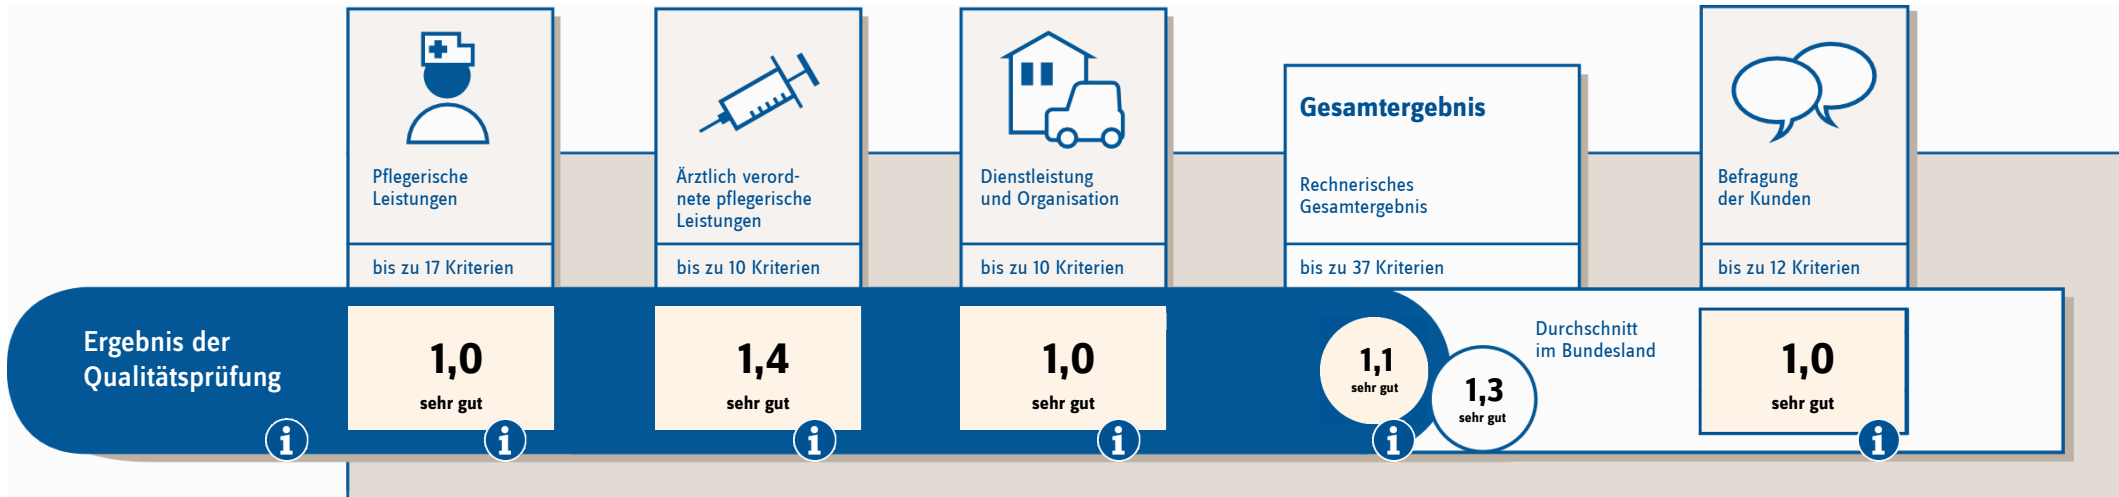 Pflegerische
Leistungen
bis zu 17 Kriterien
Ärztlich verord-
nete pflegerische
Leistungen
bis zu 10 Kriterien
Dienstleistung
und Organisation
bis zu 10 Kriterien
Gesamtergebnis
Rechnerisches
Gesamtergebnis
bis zu 37 Kriterien
Befragung
der Kunden
bis zu 12 Kriterien
Ergebnis der
Qualitätsprüfung
i
1,0
sehr gut
i
1,4
sehr gut
i
1,0
sehr gut
i
1,1
sehr gut
i
1,3
sehr gut
Durchschnitt
im Bundesland
1,0
sehr gut
i